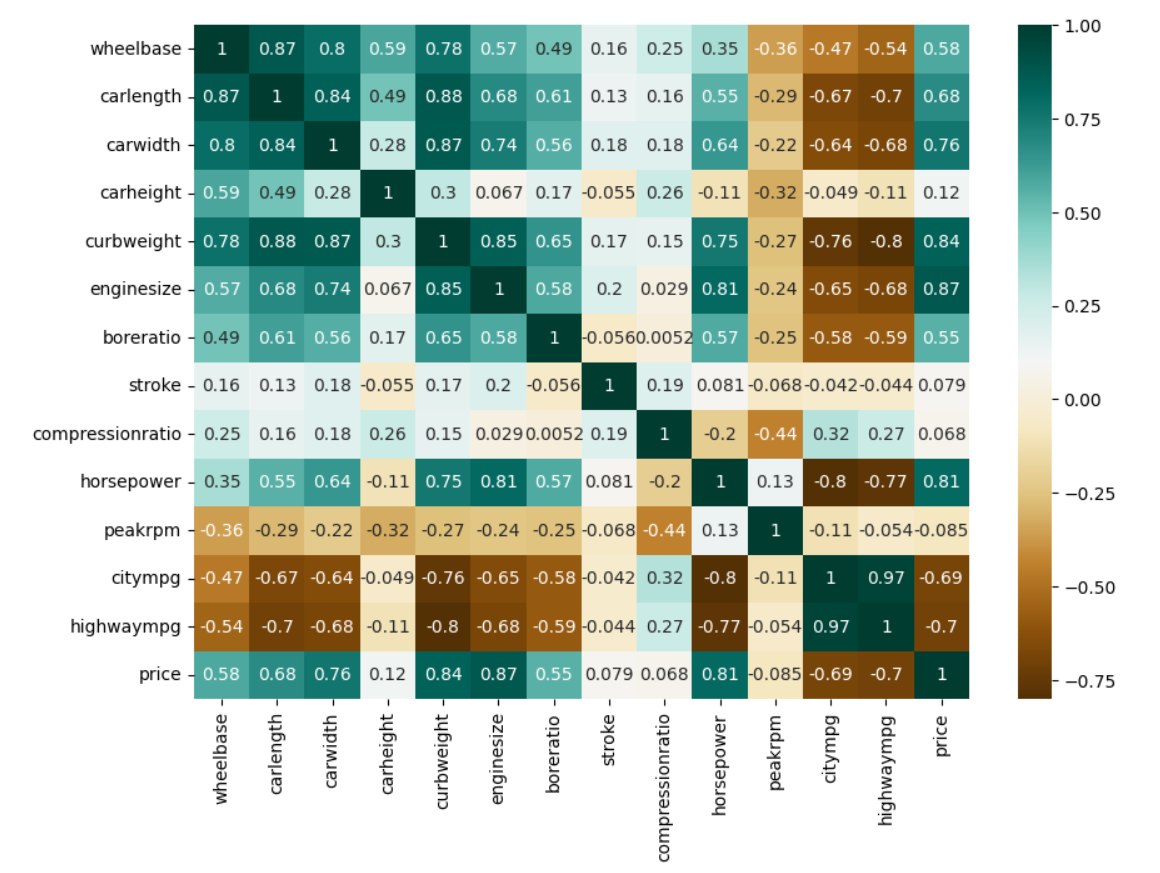 wheelbase 1 0.87 0.8 0.59 0.78 0.57 0.49 0.16 0.25 0.35 -0.36 -0.47 -0.54 0.58
carlength 0.87 1 0.84 0.49 0.88 0.68 0.61 0.13 0.16 0.55 -0.29 -0.67 -0.7 0.68
carwidth 0.8 0.84 1 0.28 0.87 0.74 0.56 0.18 0.18 0.64 -0.22 -0.64 -0.68 0.76
carheight 0.59 0.49 0.28 1 0.3 0.067 0.17 -0.055 0.26 -0.11 -0.32 -0.049 -0.11 0.12
curbweight 0.78 0.88 0.87 0.3 1 0.85 0.65 0.17 0.15 0.75 -0.27 -0.76 -0.8 0.84
enginesize 0.57 0.68 0.74 0.067 0.85 1 0.58 0.2 0.029 0.81 -0.24 -0.65 -0.68 0.87
boreratio 0.49 0.61 0.56 0.17 0.65 0.58 1 -0.056 0.0052 0.57 -0.25 -0.58 -0.59 0.55
stroke 0.16 0.13 0.18 -0.055 0.17 0.2 -0.056 1 0.19 0.081 -0.068 -0.042 -0.044 0.079
compressionratio 0.25 0.16 0.18 0.26 0.15 0.029 0.0052 0.19 1 -0.2 -0.44 0.32 0.27 0.068
horsepower 0.35 0.55 0.64 -0.11 0.75 0.81 0.57 0.081 -0.2 1 0.13 -0.8 -0.77 0.81
peakrpm -0.36 -0.29 -0.22 -0.32 -0.27 -0.24 -0.25 -0.068 -0.44 0.13 1 -0.11 -0.054 -0.085
citympg -0.47 -0.67 -0.64 -0.049 -0.76 -0.65 -0.58 -0.042 0.32 -0.8 -0.11 1 0.97 -0.69
highwaympg -0.54 -0.7 -0.68 -0.11 -0.8 -0.68 -0.59 -0.044 0.27 -0.77 -0.054 0.97 1 -0.7
price 0.58 0.68 0.76 0.12 0.84 0.87 0.55 0.079 0.068 0.81 -0.085 -0.69 -0.7 1
wheelbase
carlength
carwidth
carheight
curbweight
enginesize
boreratio
stroke
compressionratio
horsepower
peakrpm
citympg
highwaympg
price
1.00
0.75
0.50
0.25
0.00
−0.25
−0.50
−0.75